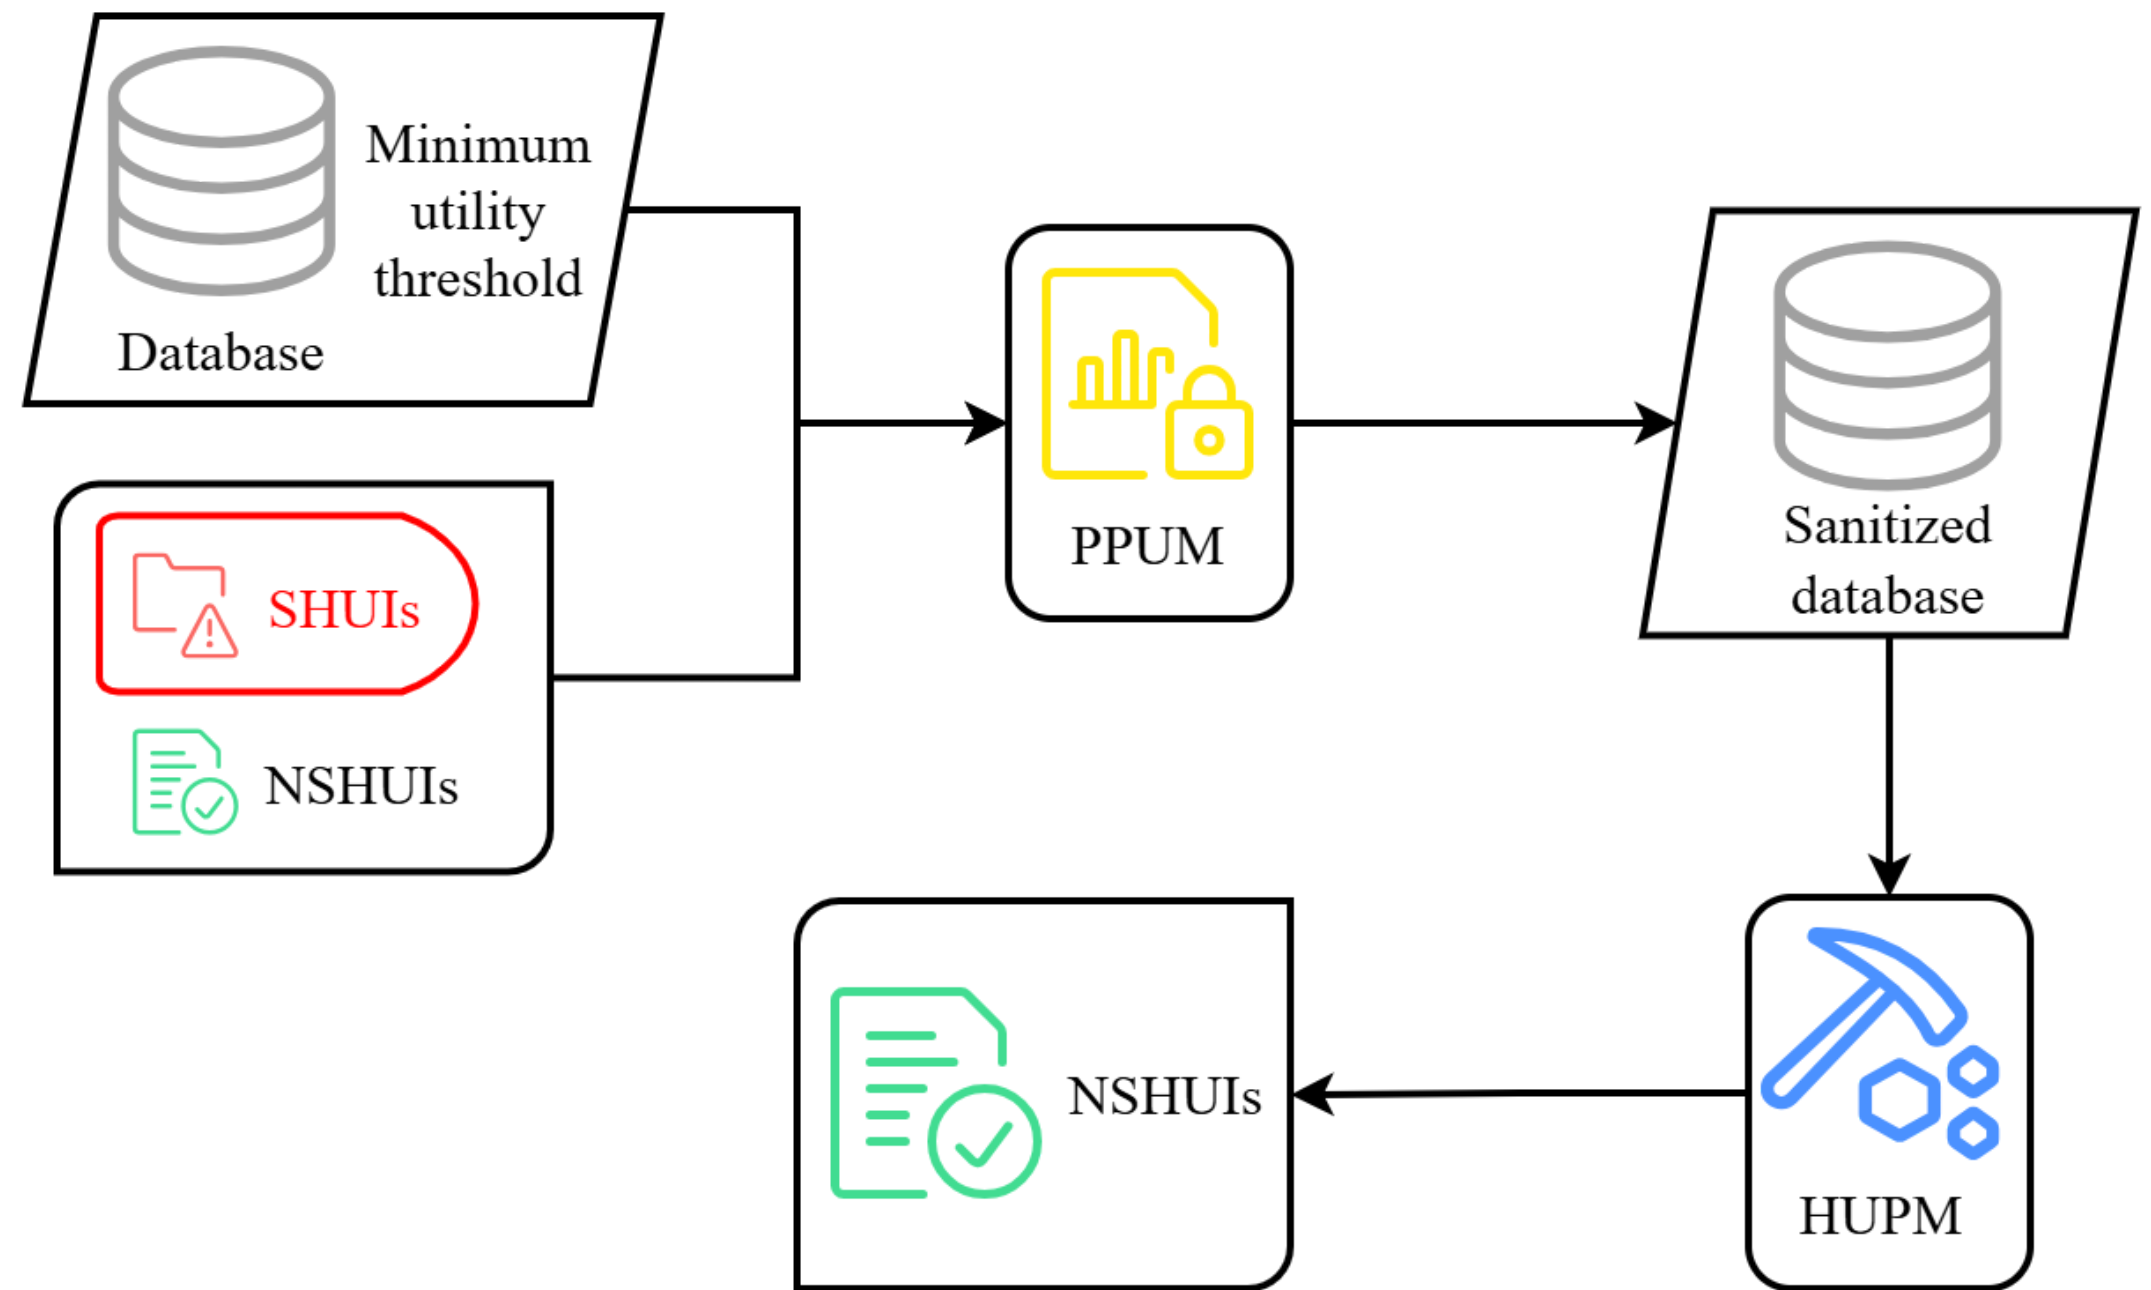 Minimum
utility
threshold
Database
SHUIs
NSHUIs
PPUM
Sanitized
database
HUPM
NSHUIs